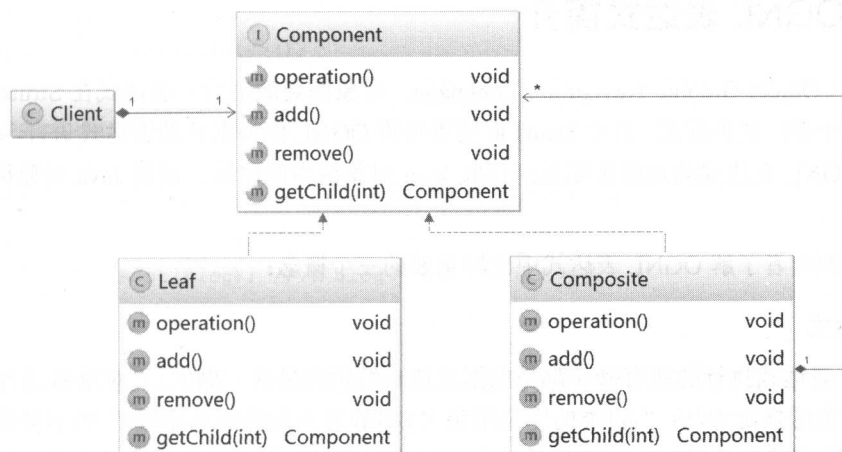 I Component
m operation() void
m add() void
m remove() void
m getChild(int) Component
C Client
1
1
*
C Leaf
m operation() void
m add() void
m remove() void
m getChild(int) Component
C Composite
m operation() void
m add() void
m remove() void
m getChild(int) Component
1